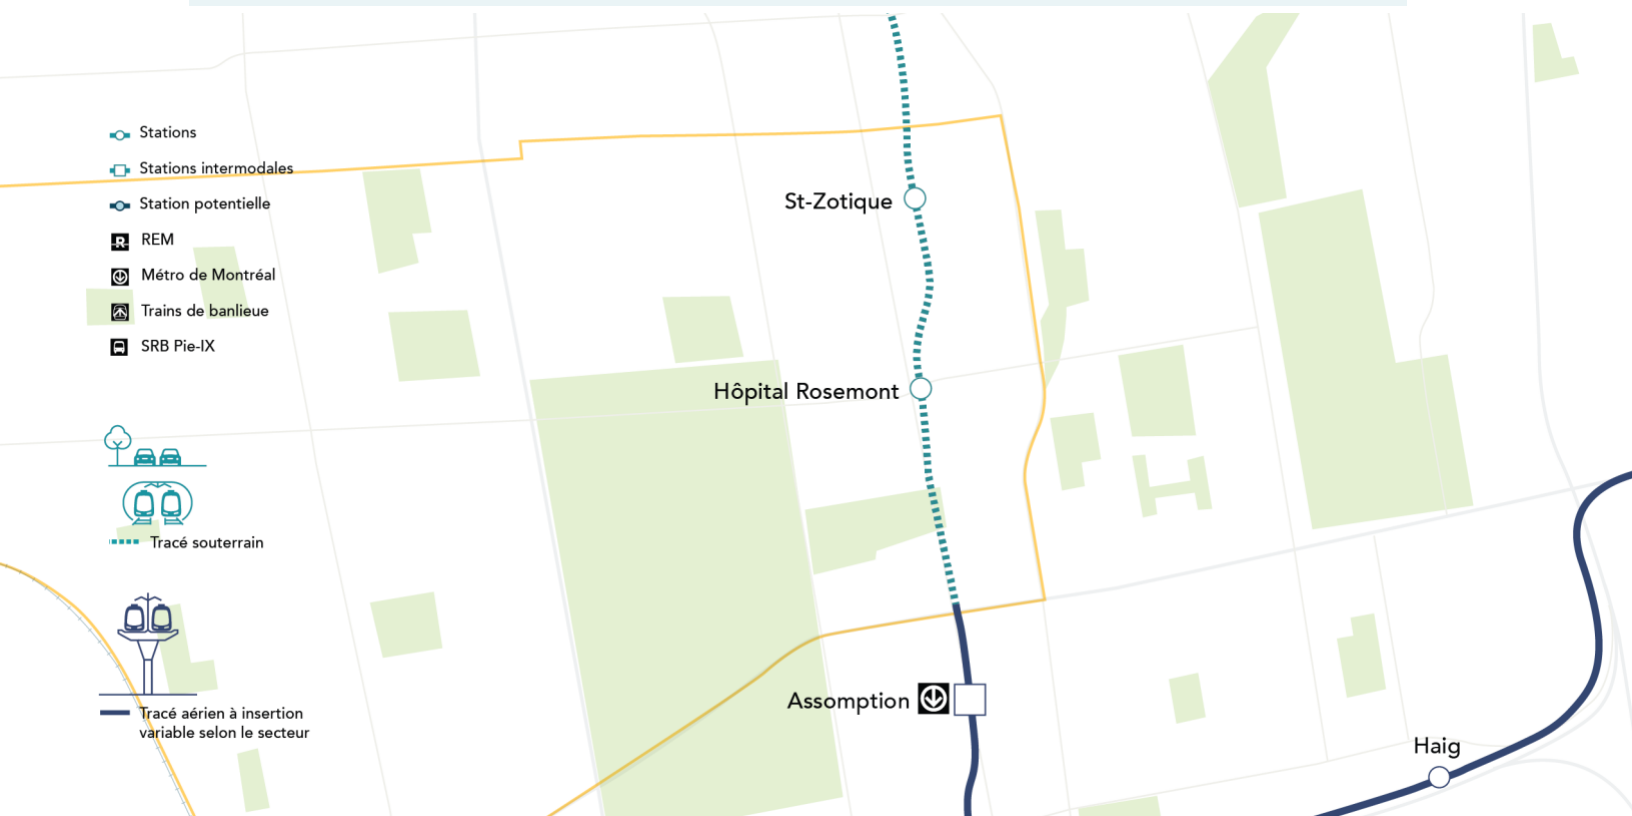 Stations
Stations intermodales
Station potentielle
R REM
Métro de Montréal
Trains de banlieue
SRB Pie-IX
Tracé souterrain
Tracé aérien à insertion
variable selon le secteur
St-Zotique
Hôpital Rosemont
Assomption
Haig